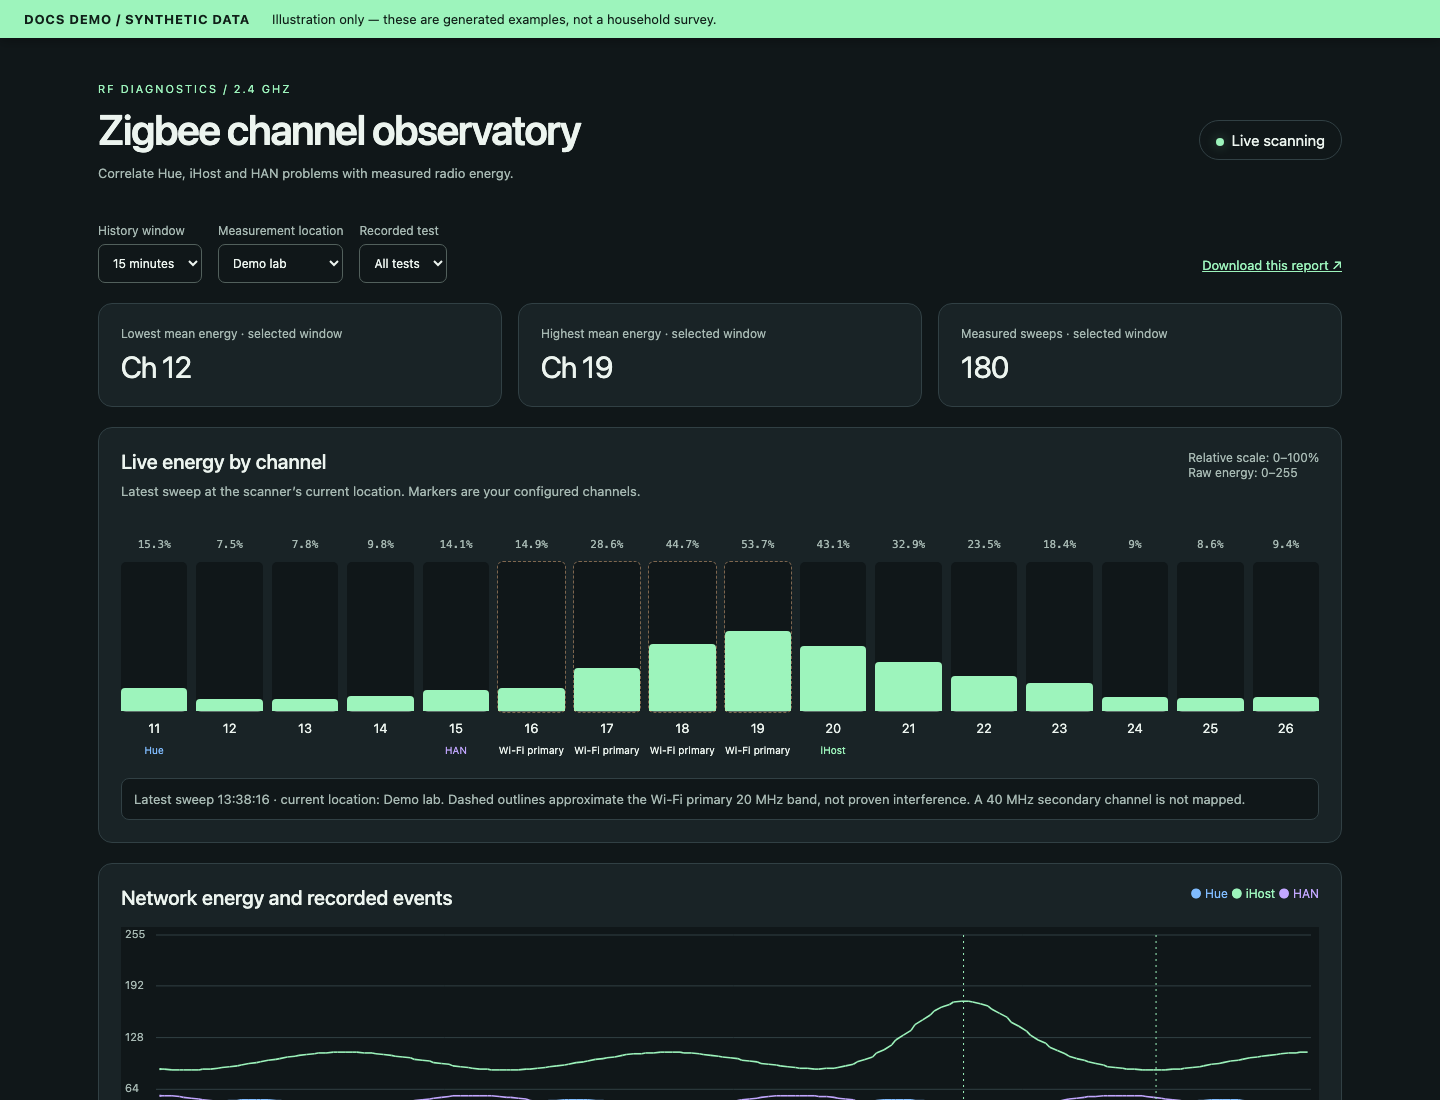 DOCS DEMO / SYNTHETIC DATA Illustration only — these are generated examples, not a household survey.
RF DIAGNOSTICS / 2.4 GHZ
Zigbee channel observatory
Live scanning
Correlate Hue, iHost and HAN problems with measured radio energy.
History window Measurement location Recorded test
15 minutes Demo lab All tests
Download this report ↗
Lowest mean energy · selected window
Ch 12
Highest mean energy · selected window
Ch 19
Measured sweeps · selected window
180
Live energy by channel
Relative scale: 0–100%
Raw energy: 0–255
Latest sweep at the scanner's current location. Markers are your configured channels.
15.3% 7.5% 7.8% 9.8% 14.1% 14.9% 28.6% 44.7% 53.7% 43.1% 32.9% 23.5% 18.4% 9% 8.6% 9.4%
11 12 13 14 15 16 17 18 19 20 21 22 23 24 25 26
Hue HAN Wi-Fi primary Wi-Fi primary Wi-Fi primary Wi-Fi primary iHost
Latest sweep 13:38:16 · current location: Demo lab. Dashed outlines approximate the Wi-Fi primary 20 MHz band, not proven interference. A 40 MHz secondary channel is not mapped.
Network energy and recorded events
Hue iHost HAN
255
192
128
64